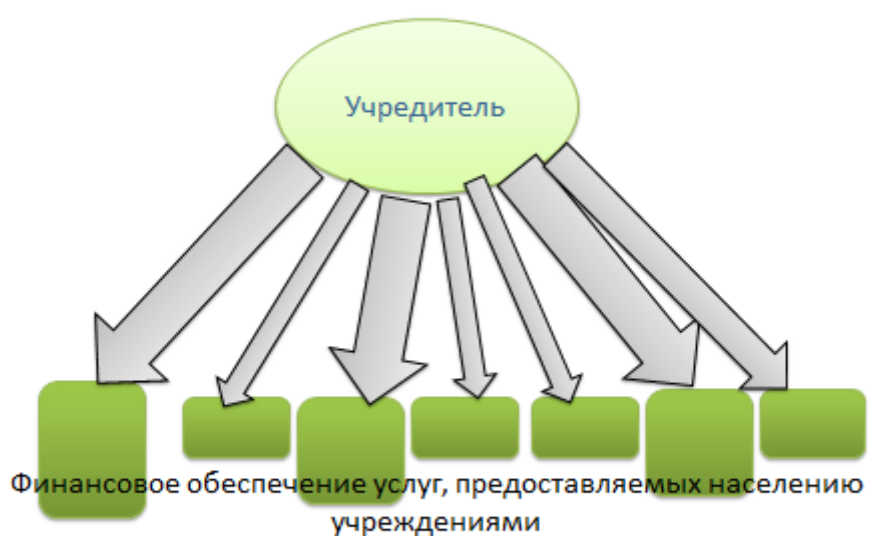 Учредитель
Финансовое обеспечение услуг, предоставляемых населению
учреждениями